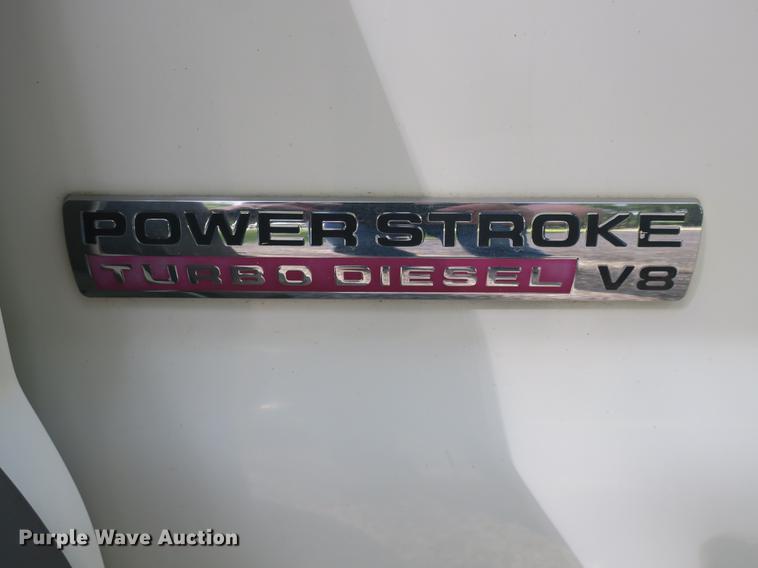 POWER STROKE
TURBO DIESEL V8
Purple Wave Auction